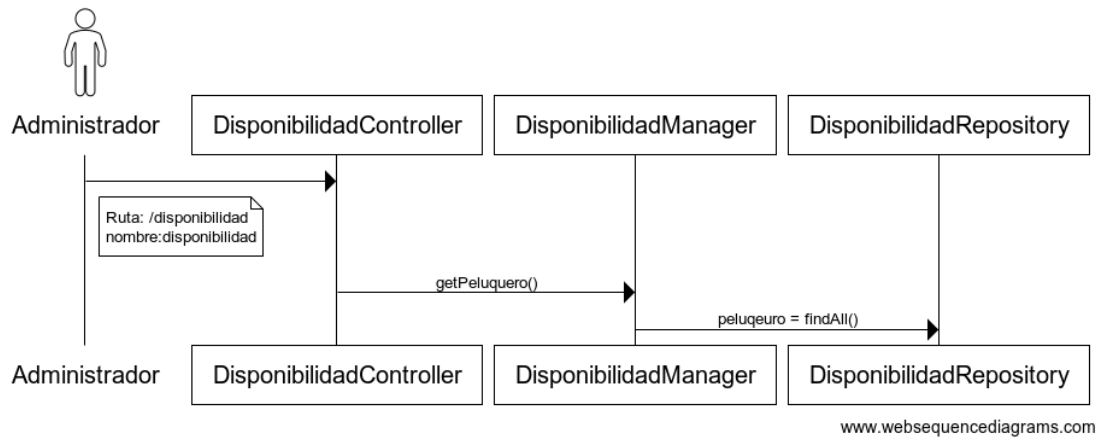 Administrador
DisponibilidadController
DisponibilidadManager
DisponibilidadRepository
Ruta: /disponibilidad
nombre:disponibilidad
getPeluquero()
peluqeuro = findAll()
Administrador
DisponibilidadController
DisponibilidadManager
DisponibilidadRepository
www.websequencediagrams.com